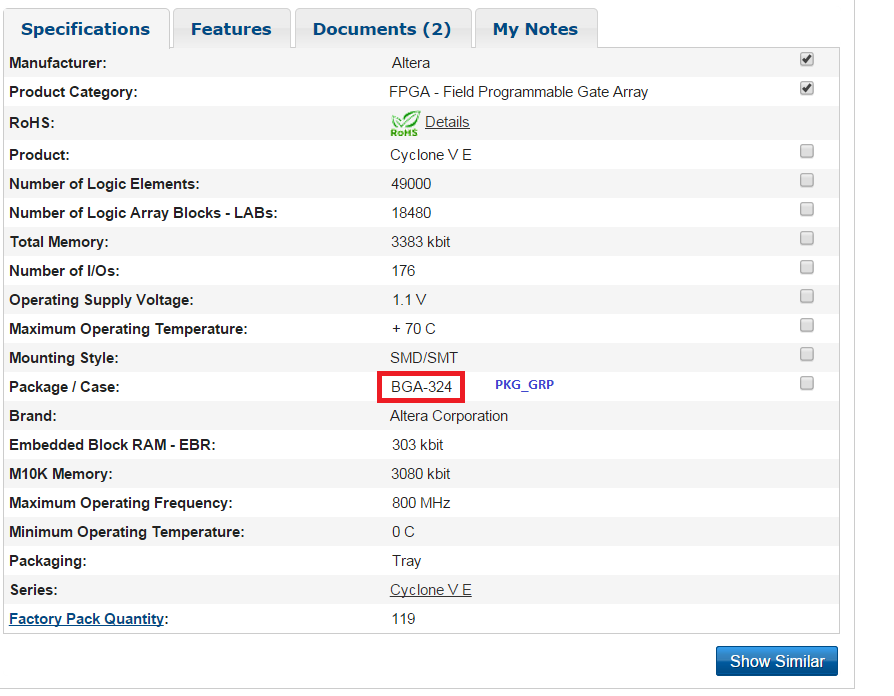 Specifications Features Documents (2) My Notes
Manufacturer: Altera
Product Category: FPGA - Field Programmable Gate Array
RoHS: RoHS Details
Product: Cyclone V E
Number of Logic Elements: 49000
Number of Logic Array Blocks - LABs: 18480
Total Memory: 3383 kbit
Number of I/Os: 176
Operating Supply Voltage: 1.1 V
Maximum Operating Temperature: + 70 C
Mounting Style: SMD/SMT
Package / Case: BGA-324 PKG_GRP
Brand: Altera Corporation
Embedded Block RAM - EBR: 303 kbit
M10K Memory: 3080 kbit
Maximum Operating Frequency: 800 MHz
Minimum Operating Temperature: 0 C
Packaging: Tray
Series: Cyclone V E
Factory Pack Quantity: 119
Show Similar